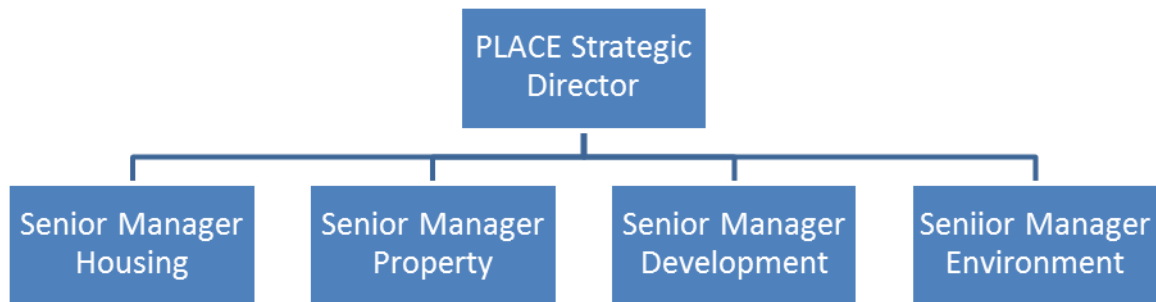 PLACE Strategic
Director
Senior Manager
Housing
Senior Manager
Property
Senior Manager
Development
Seniior Manager
Environment